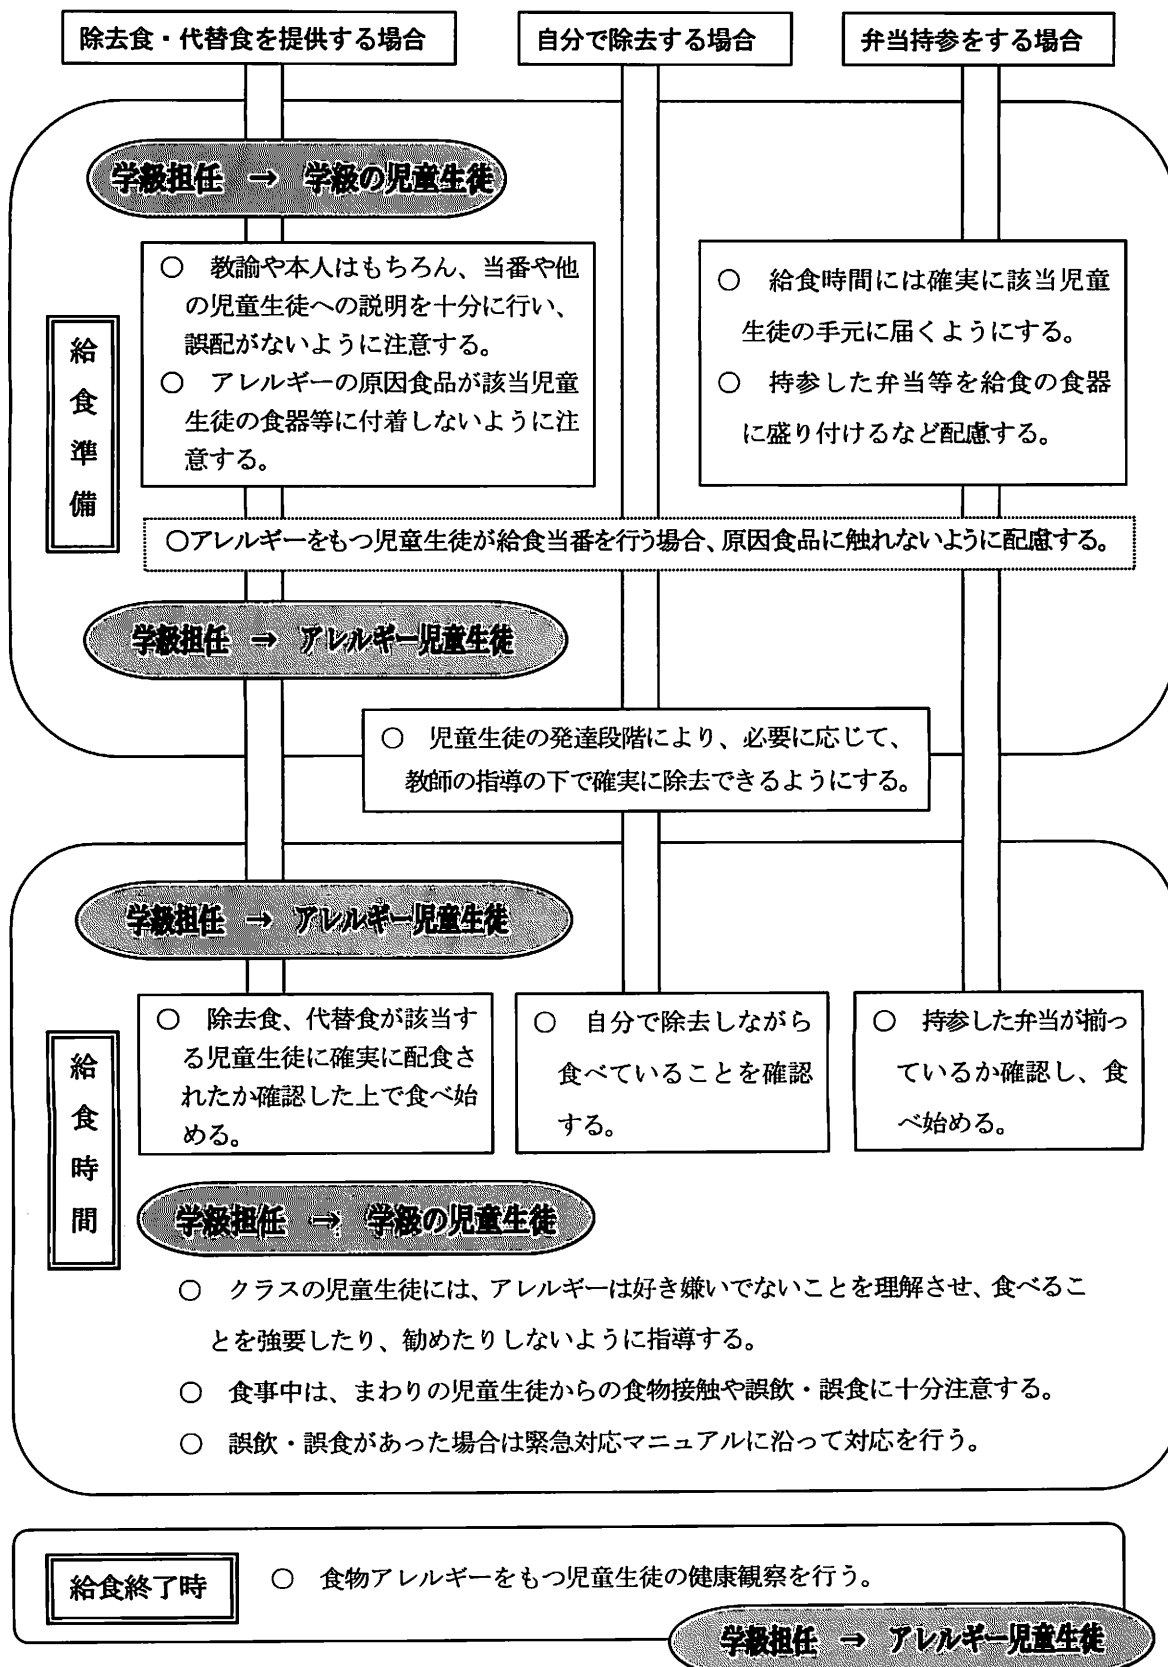 除去食・代替食を提供する場合
自分で除去する場合
弁当持参をする場合
学級担任 → 学級の児童生徒
給食準備
○ 教諭や本人はもちろん、当番や他
の児童生徒への説明を十分に行い、
誤配がないように注意する。
○ アレルギーの原因食品が該当児童
生徒の食器等に付着しないように注
意する。
○ 給食時間には確実に該当児童
生徒の手元に届くようにする。
○ 持参した弁当等を給食の食器
に盛り付けるなど配慮する。
○アレルギーをもつ児童生徒が給食当番を行う場合、原因食品に触れないように配慮する。
学級担任 → アレルギー児童生徒
○ 児童生徒の発達段階により、必要に応じて、
教師の指導の下で確実に除去できるようにする。
学級担任 → アレルギー児童生徒
給食時間
○ 除去食、代替食が該当す
る児童生徒に確実に配食さ
れたか確認した上で食べ始
める。
○ 自分で除去しながら
食べていることを確認
する。
○ 持参した弁当が揃っ
ているか確認し、食
べ始める。
学級担任 → 学級の児童生徒
○ クラスの児童生徒には、アレルギーは好き嫌いでないことを理解させ、食べるこ
とを強要したり、勧めたりしないように指導する。
○ 食事中は、まわりの児童生徒からの食物接触や誤飲・誤食に十分注意する。
○ 誤飲・誤食があった場合は緊急対応マニュアルに沿って対応を行う。
給食終了時
○ 食物アレルギーをもつ児童生徒の健康観察を行う。
学級担任 → アレルギー児童生徒